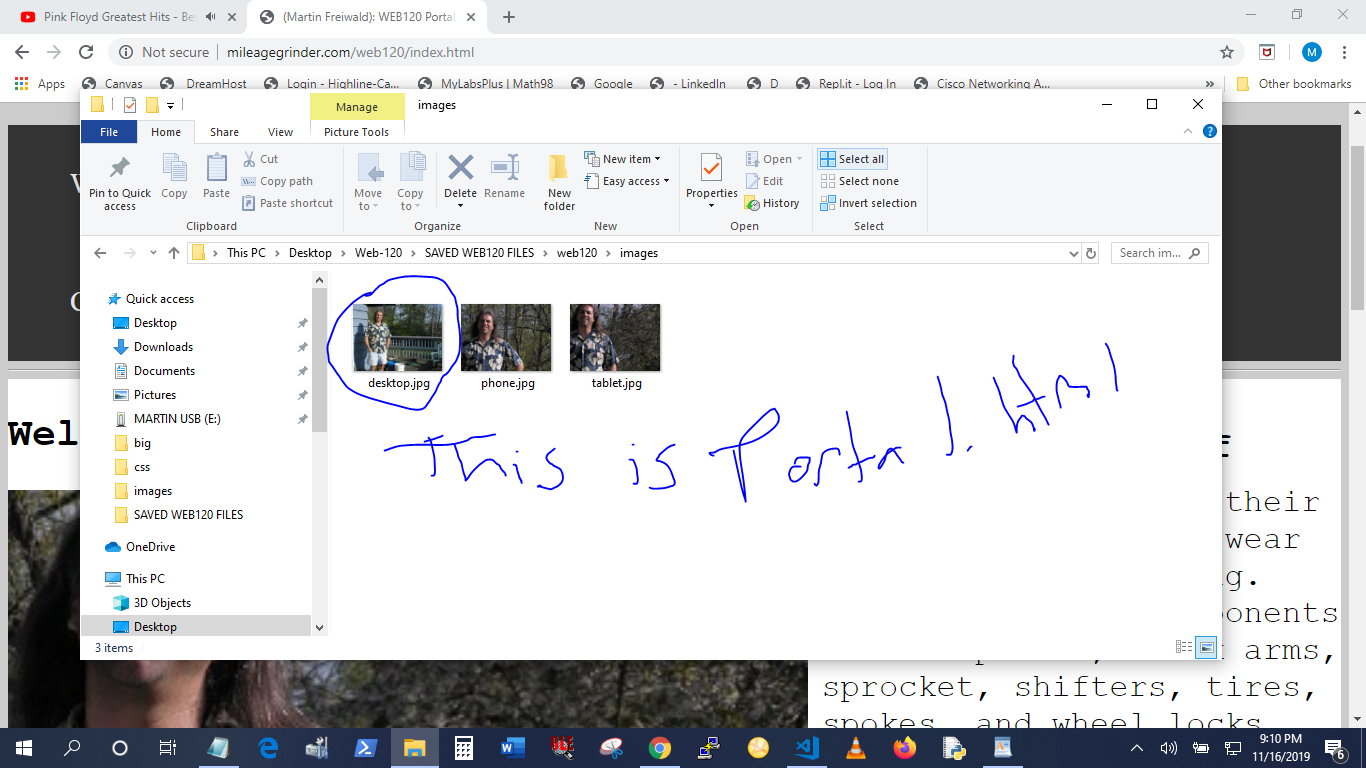 Pink Floyd Greatest Hits - Be
(Martin Freiwald): WEB120 Porta
Not secure | mileagegrinder.com/web120/index.html
M
Apps Canvas DreamHost Login - Highline-Ca... MyLabsPlus | Math98 Google - LinkedIn D Repl.it - Log In Cisco Networking A... » Other bookmarks
Manage images
File Home Share View Picture Tools
Pin to Quick access
Copy
Paste
Cut
Copy path
Paste shortcut
Move to
Copy to
Delete
Rename
New folder
New item
Easy access
Properties
Open
Edit
History
Select all
Select none
Invert selection
Clipboard Organize New Open Select
This PC > Desktop > Web-120 > SAVED WEB120 FILES > web120 > images
Search im...
Quick access
Desktop
Downloads
Documents
Pictures
MARTIN USB (E:)
big
css
images
SAVED WEB120 FILES
OneDrive
This PC
3D Objects
Desktop
3 items
desktop.jpg phone.jpg tablet.jpg
This is Portal.html
Wel
their
wear
g.
ponents
arms,
sprocket, shifters, tires,
spokes, and wheel locks
9:10 PM
11/16/2019
6